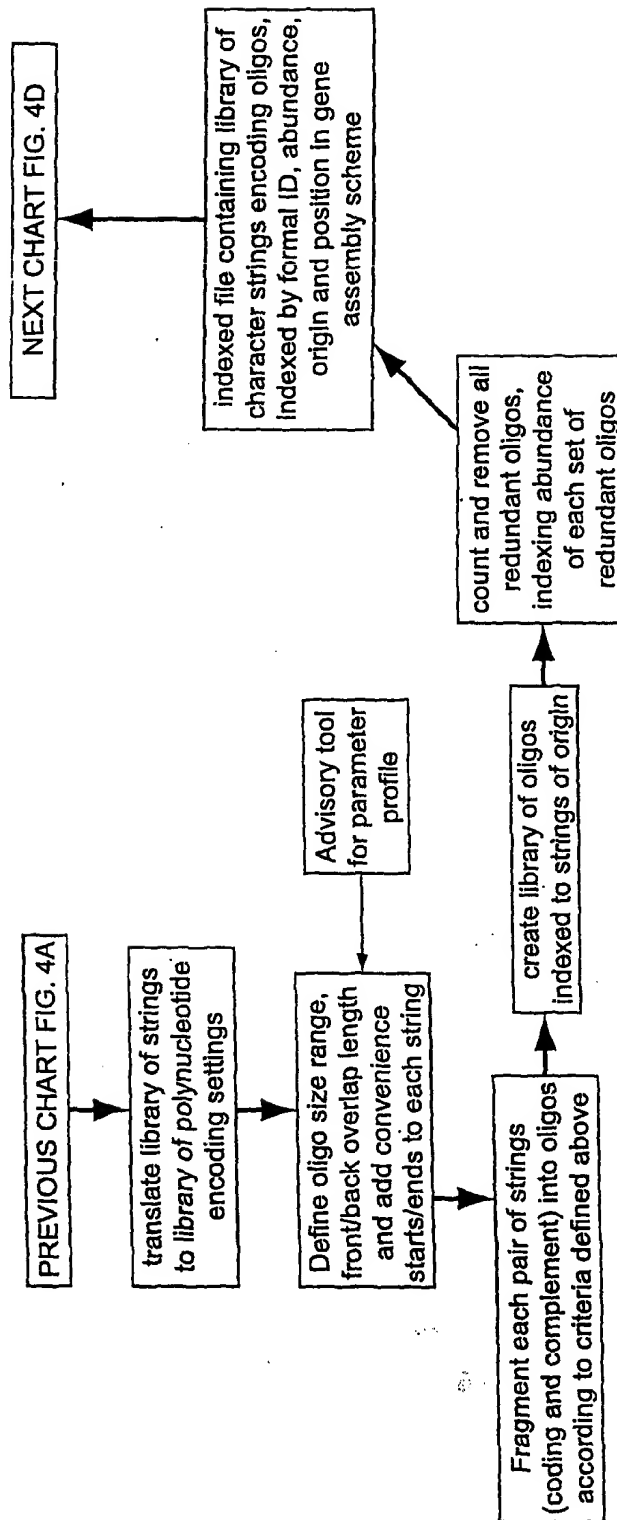 PREVIOUS CHART FIG. 4A
translate library of strings
to library of polynucleotide
encoding settings
Define oligo size range,
front/back overlap length
and add convenience
starts/ends to each string
Advisory tool
for parameter
profile
Fragment each pair of strings
(coding and complement) into oligos
according to criteria defined above
create library of oligos
indexed to strings of origin
count and remove all
redundant oligos,
indexing abundance
of each set of
redundant oligos
indexed file containing library of
character strings encoding oligos,
Indexed by formal ID, abundance,
origin and position in gene
assembly scheme
NEXT CHART FIG. 4D